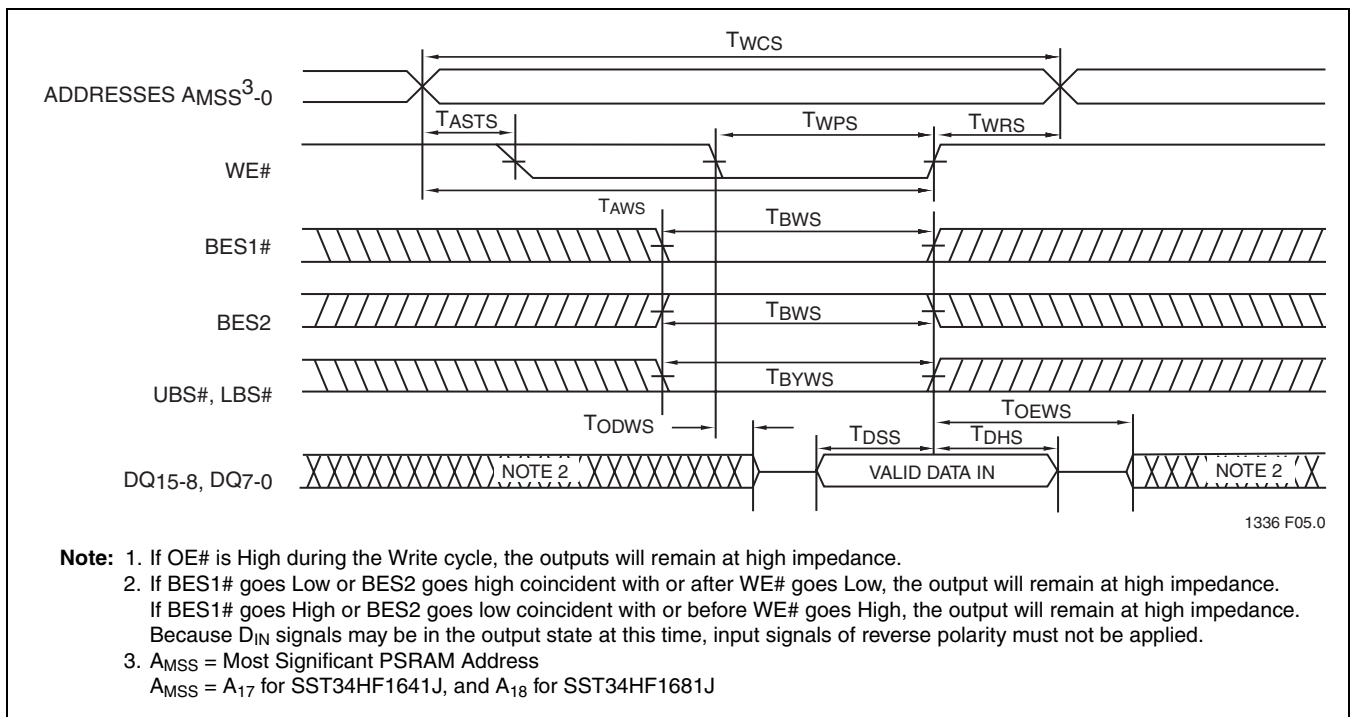 TWCS
ADDRESSES AMSS3-0
TASTS
TWPS
TWRS
WE#
TAWS
TBWS
BES1#
TBWS
BES2
TBYWS
UBS#, LBS#
TOEWS
TODWS
TDSS
TDHS
NOTE 2
VALID DATA IN
NOTE 2
DQ15-8, DQ7-0
1336 F05.0
Note: 1. If OE# is High during the Write cycle, the outputs will remain at high impedance.
2. If BES1# goes Low or BES2 goes high coincident with or after WE# goes Low, the output will remain at high impedance.
If BES1# goes High or BES2 goes low coincident with or before WE# goes High, the output will remain at high impedance.
Because DIN signals may be in the output state at this time, input signals of reverse polarity must not be applied.
3. AMSS = Most Significant PSRAM Address
AMSS = A17 for SST34HF1641J, and A18 for SST34HF1681J